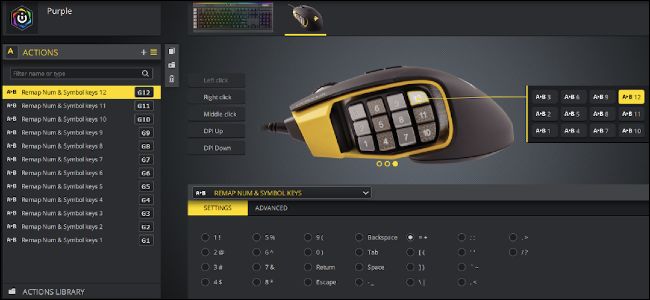 Purple
A ACTIONS + ≡
Filter name or type
A•B Remap Num & Symbol keys 12 G12
A•B Remap Num & Symbol keys 11 G11
A•B Remap Num & Symbol keys 10 G10
A•B Remap Num & Symbol keys 9 G9
A•B Remap Num & Symbol keys 8 G8
A•B Remap Num & Symbol keys 7 G7
A•B Remap Num & Symbol keys 6 G6
A•B Remap Num & Symbol keys 5 G5
A•B Remap Num & Symbol keys 4 G4
A•B Remap Num & Symbol keys 3 G3
A•B Remap Num & Symbol keys 2 G2
A•B Remap Num & Symbol keys 1 G1
ACTIONS LIBRARY
Left click
Right click
Middle click
DPI Up
DPI Down
3 6 9 12
11
1 4 7 10
A•B 3 A•B 6 A•B 9 A•B 12
A•B 2 A•B 5 A•B 8 A•B 11
A•B 1 A•B 4 A•B 7 A•B 10
A•B REMAP NUM & SYMBOL KEYS
SETTINGS ADVANCED
1 ! 5 % 9 ( Backspace = + ; : . >
2 @ 6 ^ 0 ) Tab [ { ' " / ?
3 # 7 & Return Space ] } ` ~
4 $ 8 * Escape - _ \ | , <